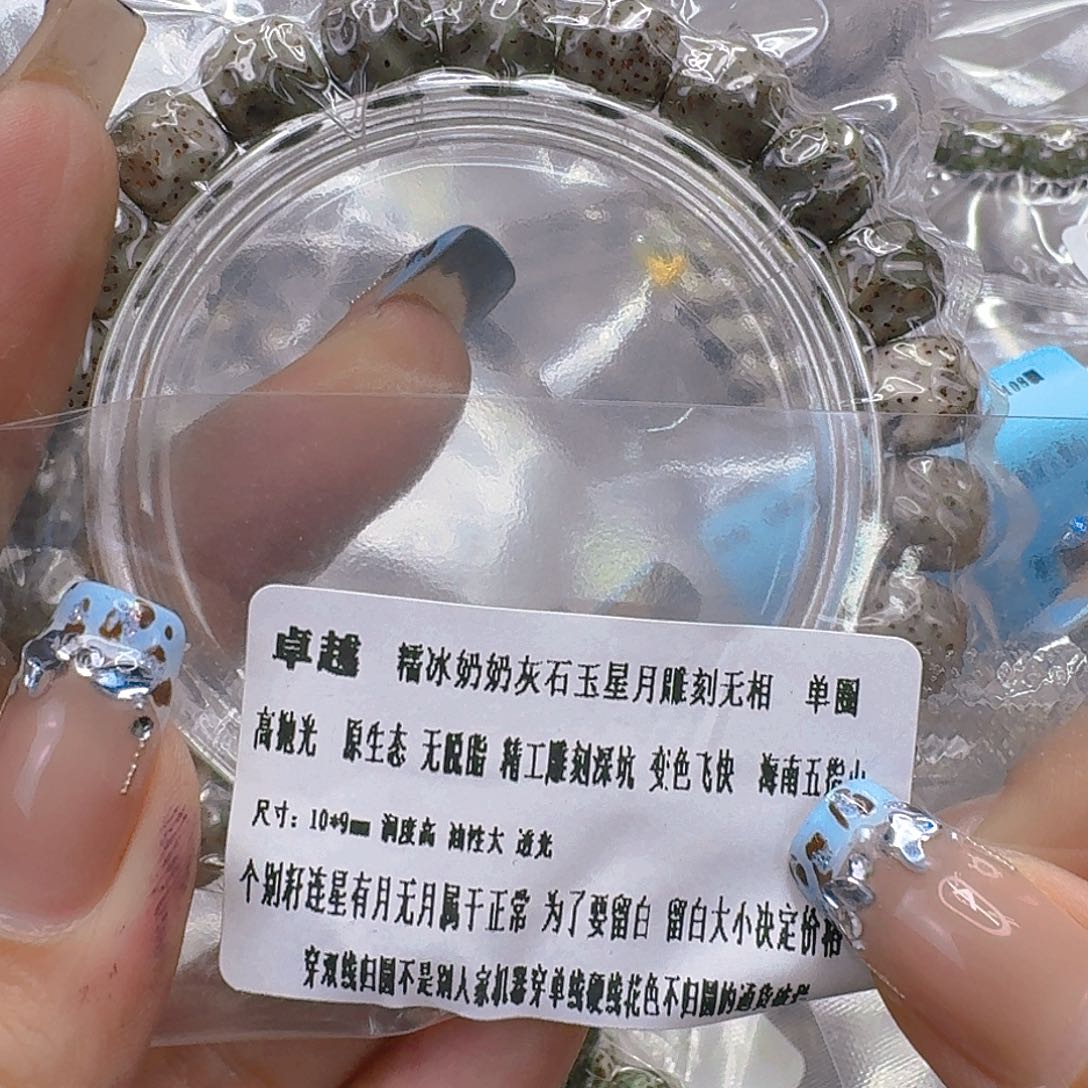 卓越 糯冰奶奶灰石玉星月雕刻无相 单圈
高抛光 原生态 无脱脂 精工雕刻深坑 变色飞快 海南五指山
尺寸：10*9mm 润度高 油性大 透光
个别籽连星有月无月属于正常 为了要留白 留白大小决定价格
穿双线归圆不是别人家机器穿单线硬线花色不归圆的通货
108